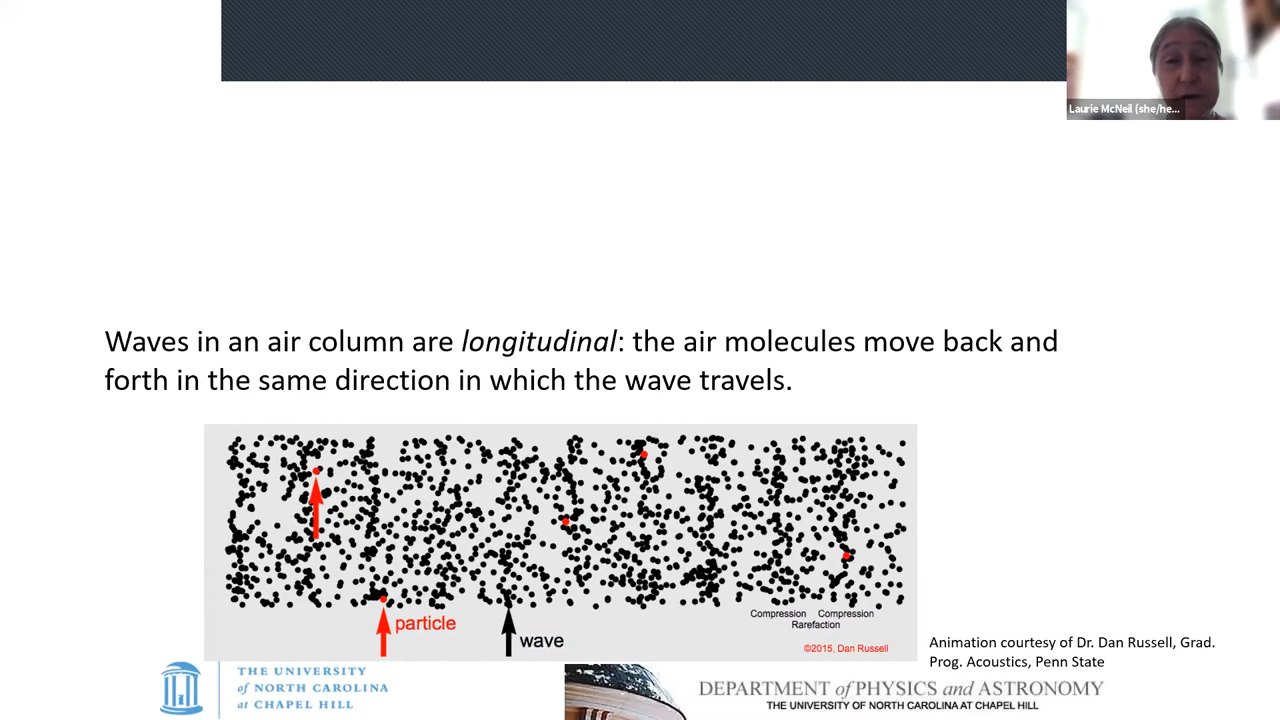 Laurie McNeil (she/he...
Waves in an air column are longitudinal: the air molecules move back and
forth in the same direction in which the wave travels.
particle
wave
Compression Compression
Rarefaction
©2015, Dan Russell
Animation courtesy of Dr. Dan Russell, Grad.
Prog. Acoustics, Penn State
THE UNIVERSITY
of NORTH CAROLINA
at CHAPEL HILL
DEPARTMENT of PHYSICS and ASTRONOMY
THE UNIVERSITY OF NORTH CAROLINA AT CHAPEL HILL